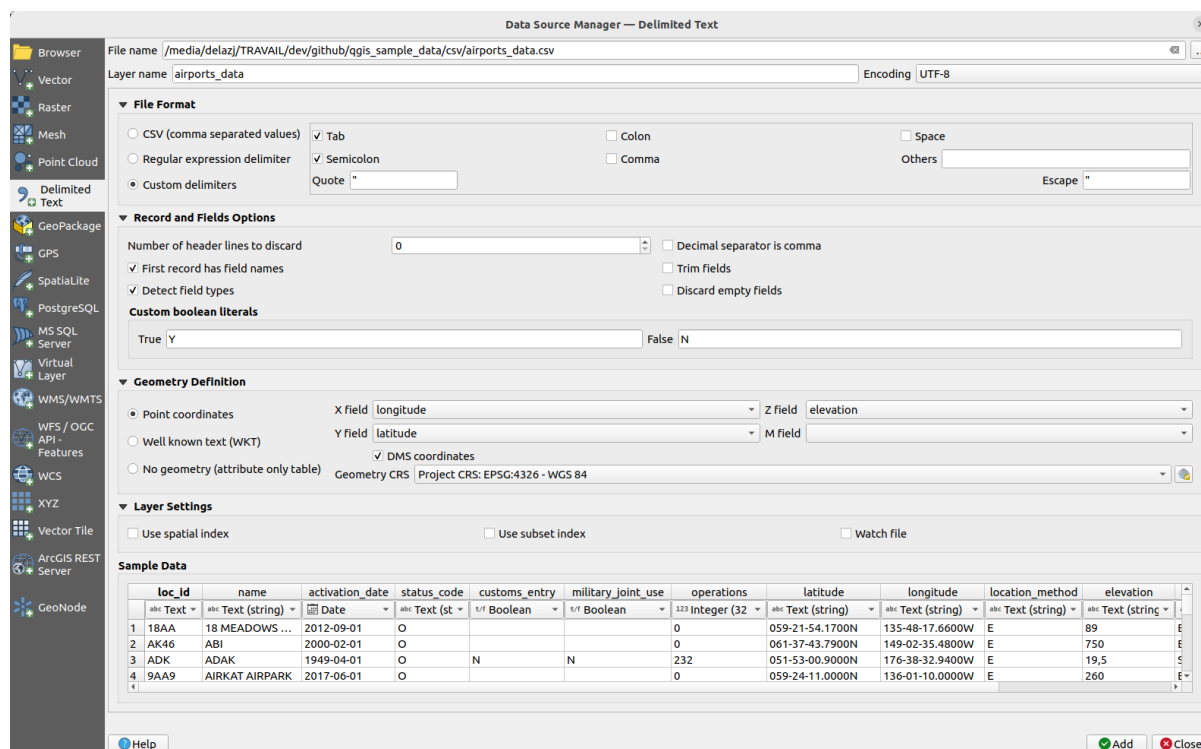 Data Source Manager — Delimited Text
Browser
Vector
Raster
Mesh
Point Cloud
Delimited
Text
GeoPackage
GPS
SpatiaLite
PostgreSQL
MS SQL
Server
Virtual
Layer
WMS/WMTS
WFS / OGC
API -
Features
WCS
XYZ
Vector Tile
ArcGIS REST
Server
GeoNode
File name /media/delazj/TRAVAIL/dev/github/qgis_sample_data/csv/airports_data.csv ...
Layer name airports_data Encoding UTF-8
File Format
CSV (comma separated values) Tab Colon Space
Regular expression delimiter Semicolon Comma Others
Custom delimiters Quote " Escape "
Record and Fields Options
Number of header lines to discard 0 Decimal separator is comma
First record has field names Trim fields
Detect field types Discard empty fields
Custom boolean literals
True Y False N
Geometry Definition
Point coordinates X field longitude Z field elevation
Well known text (WKT) Y field latitude M field
DMS coordinates
No geometry (attribute only table) Geometry CRS Project CRS: EPSG:4326 - WGS 84
Layer Settings
Use spatial index Use subset index Watch file
Sample Data
loc_id name activation_date status_code customs_entry military_joint_use operations latitude longitude location_method elevation
abc Text abc Text (string) Date abc Text (st t/f Boolean t/f Boolean 123 Integer (32 abc Text (string) abc Text (string) abc Text (string) abc Text (string
1 18AA 18 MEADOWS ... 2012-09-01 O 0 059-21-54.1700N 135-48-17.6600W E 89 E
2 AK46 ABI 2000-02-01 O 0 061-37-43.7900N 149-02-35.4800W E 750 E
3 ADK ADAK 1949-04-01 O N N 232 051-53-00.9000N 176-38-32.9400W E 19,5 S
4 9AA9 AIRKAT AIRPARK 2017-06-01 O 0 059-24-11.0000N 136-01-10.0000W E 260 E
Help Add Close